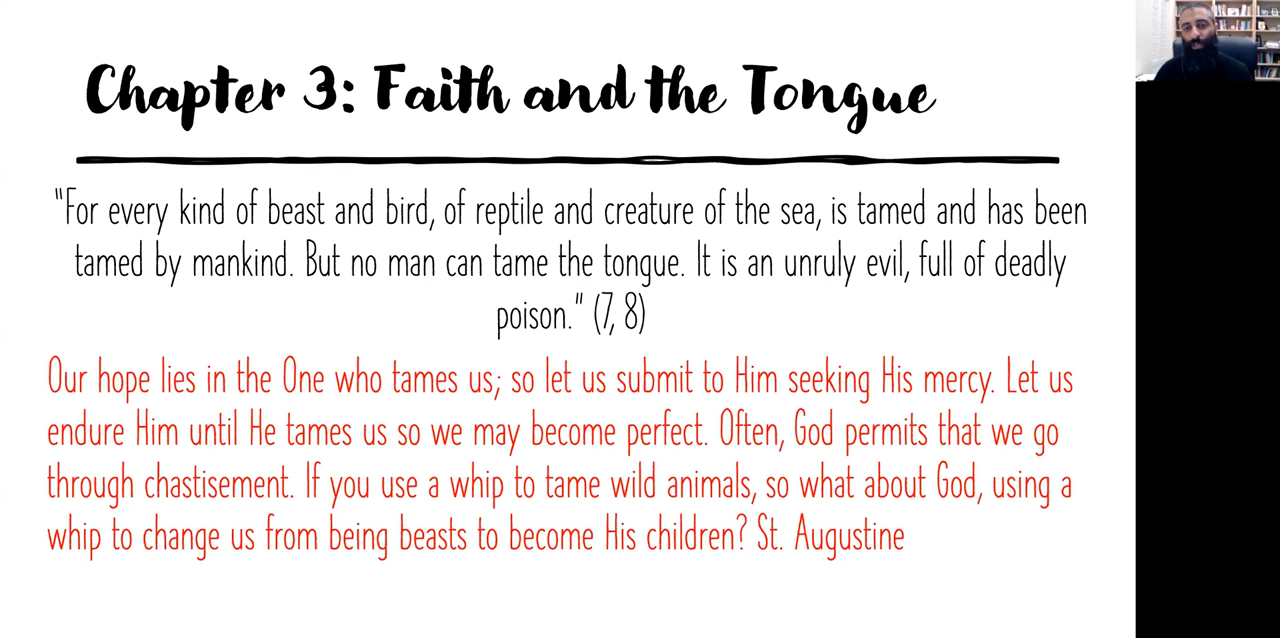 Chapter 3: Faith and the Tongue
"For every kind of beast and bird, of reptile and creature of the sea, is tamed and has been
tamed by mankind. But no man can tame the tongue. It is an unruly evil, full of deadly
poison." (7, 8)
Our hope lies in the One who tames us; so let us submit to Him seeking His mercy. Let us
endure Him until He tames us so we may become perfect. Often, God permits that we go
through chastisement. If you use a whip to tame wild animals, so what about God, using a
whip to change us from being beasts to become His children? St. Augustine